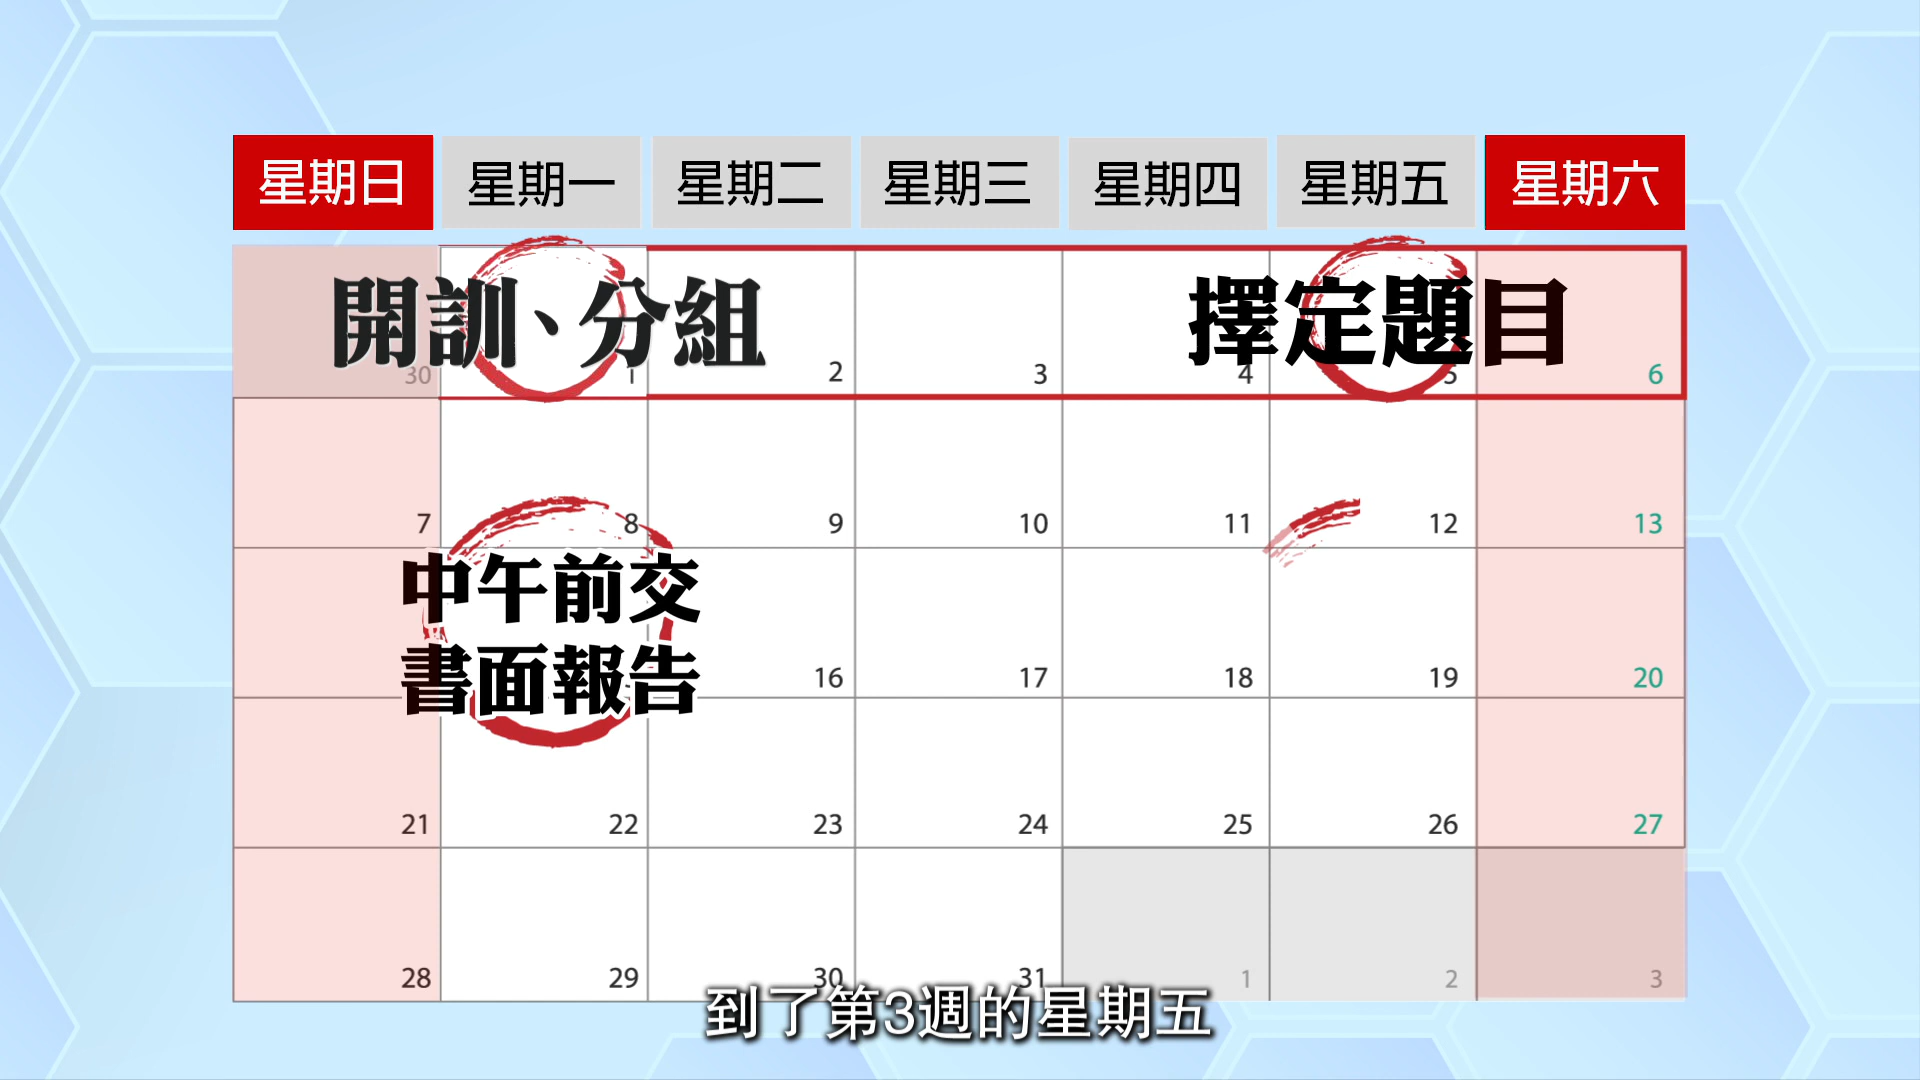 星期日 星期一 星期二 星期三 星期四 星期五 星期六
開訓、分組 擇定題目
30 1 2 3 4 5 6
7 8 9 10 11 12 13
中午前交
書面報告
16 17 18 19 20
21 22 23 24 25 26 27
28 29 30 31 1 2 3
到了第3週的星期五